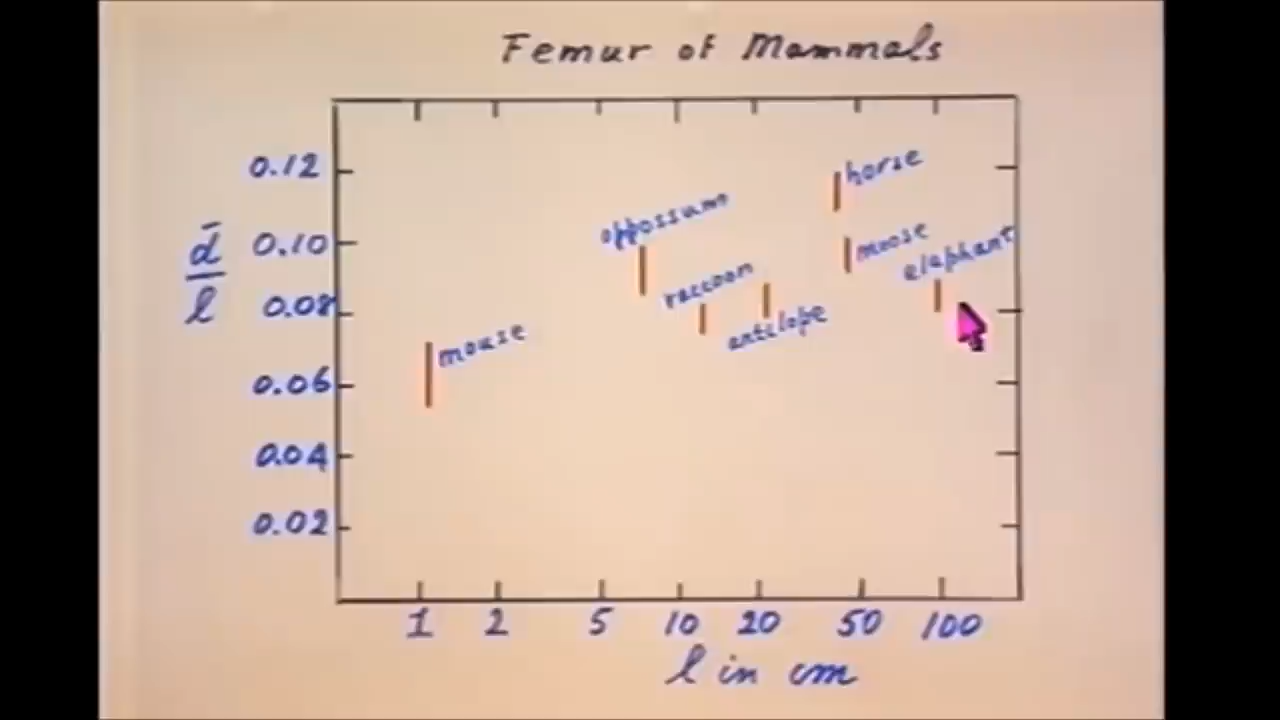 Femur of Mammals
0.12
horse
oppossum
d̄/l
0.10
moose
elephant
raccoon
0.08
antilope
mouse
0.06
0.04
0.02
1 2 5 10 20 50 100
l in cm